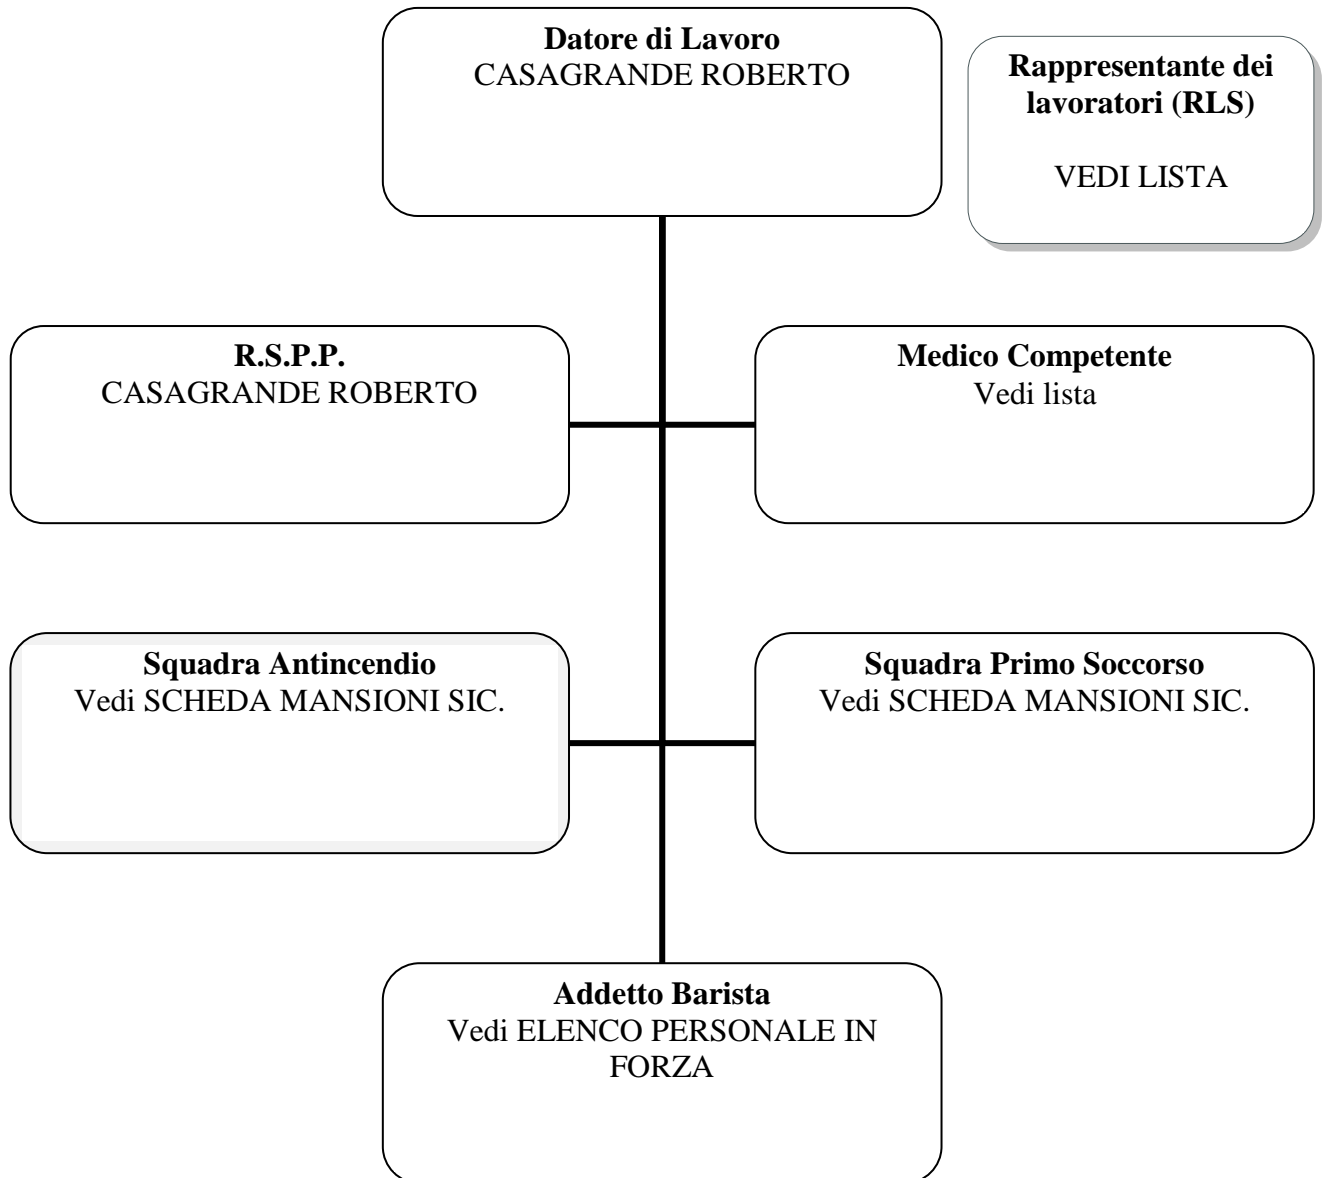 Datore di Lavoro
CASAGRANDE ROBERTO
Rappresentante dei
lavoratori (RLS)
VEDI LISTA
R.S.P.P.
CASAGRANDE ROBERTO
Medico Competente
Vedi lista
Squadra Antincendio
Vedi SCHEDA MANSIONI SIC.
Squadra Primo Soccorso
Vedi SCHEDA MANSIONI SIC.
Addetto Barista
Vedi ELENCO PERSONALE IN
FORZA